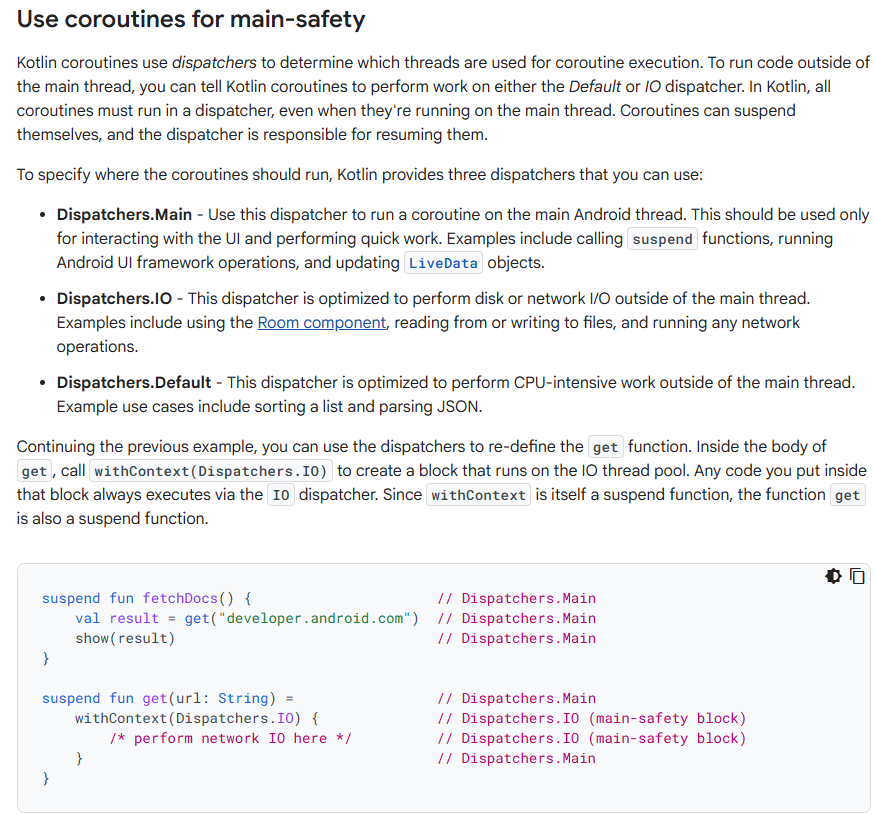 Use coroutines for main-safety
Kotlin coroutines use dispatchers to determine which threads are used for coroutine execution. To run code outside of
the main thread, you can tell Kotlin coroutines to perform work on either the Default or IO dispatcher. In Kotlin, all
coroutines must run in a dispatcher, even when they're running on the main thread. Coroutines can suspend
themselves, and the dispatcher is responsible for resuming them.
To specify where the coroutines should run, Kotlin provides three dispatchers that you can use:
• Dispatchers.Main - Use this dispatcher to run a coroutine on the main Android thread. This should be used only
for interacting with the UI and performing quick work. Examples include calling suspend functions, running
Android UI framework operations, and updating LiveData objects.
• Dispatchers.IO - This dispatcher is optimized to perform disk or network I/O outside of the main thread.
Examples include using the Room component, reading from or writing to files, and running any network
operations.
• Dispatchers.Default - This dispatcher is optimized to perform CPU-intensive work outside of the main thread.
Example use cases include sorting a list and parsing JSON.
Continuing the previous example, you can use the dispatchers to re-define the get function. Inside the body of
get, call withContext(Dispatchers.IO) to create a block that runs on the IO thread pool. Any code you put inside
that block always executes via the IO dispatcher. Since withContext is itself a suspend function, the function get
is also a suspend function.
suspend fun fetchDocs() {                      // Dispatchers.Main
    val result = get("developer.android.com")  // Dispatchers.Main
    show(result)                               // Dispatchers.Main
}
suspend fun get(url: String) =                 // Dispatchers.Main
    withContext(Dispatchers.IO) {              // Dispatchers.IO (main-safety block)
        /* perform network IO here */          // Dispatchers.IO (main-safety block)
    }                                          // Dispatchers.Main
}